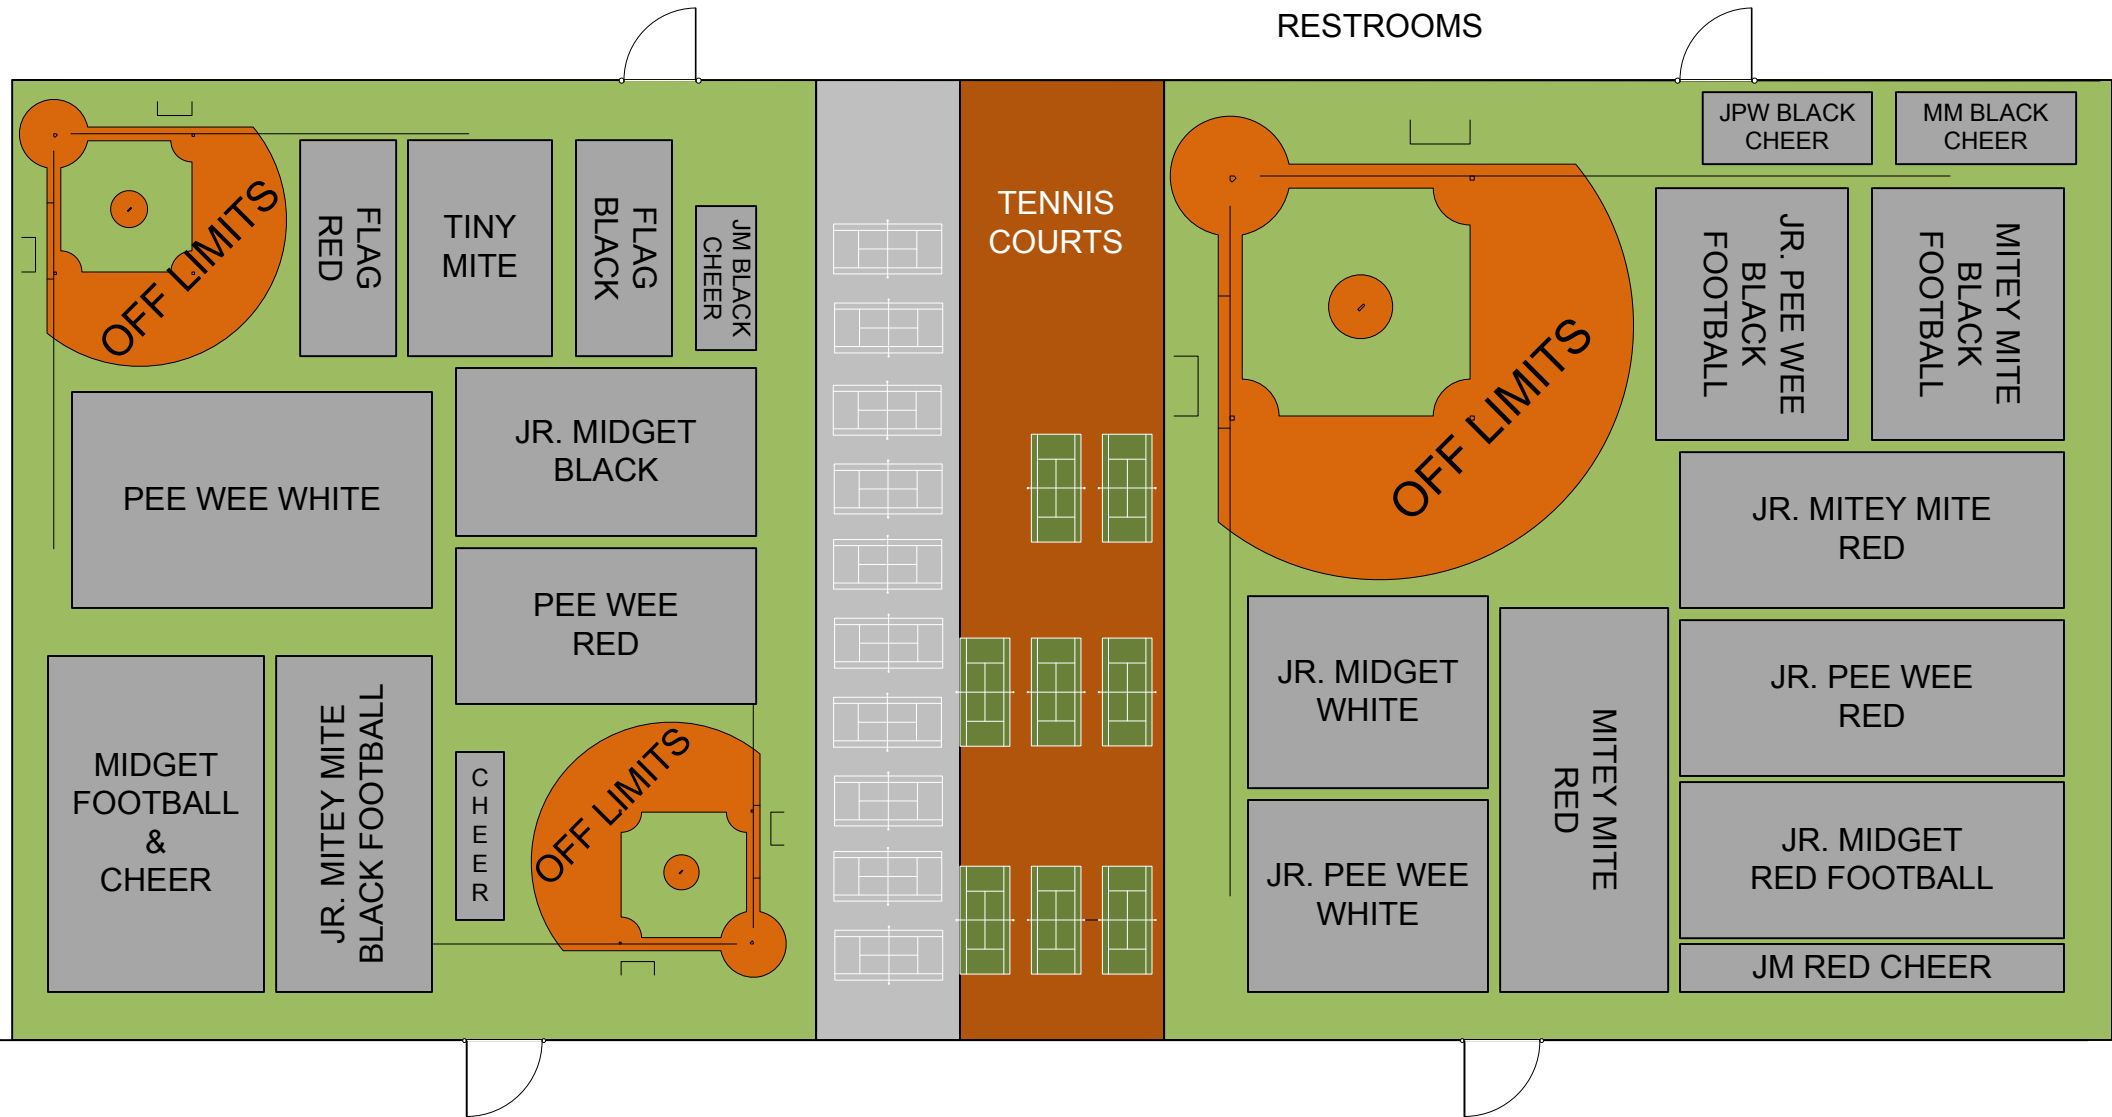 RESTROOMS
JPW BLACK
CHEER
MM BLACK
CHEER
OFF LIMITS
FLAG
RED
TINY
MITE
FLAG
BLACK
JM BLACK
CHEER
TENNIS
COURTS
OFF LIMITS
JR. PEE WEE
BLACK
FOOTBALL
MITEY MITE
BLACK
FOOTBALL
PEE WEE WHITE
JR. MIDGET
BLACK
JR. MITEY MITE
RED
PEE WEE
RED
JR. MIDGET
WHITE
MITEY MITE
RED
JR. PEE WEE
RED
MIDGET
FOOTBALL
&
CHEER
JR. MITEY MITE
BLACK FOOTBALL
CHEER
OFF LIMITS
JR. PEE WEE
WHITE
JR. MIDGET
RED FOOTBALL
JM RED CHEER